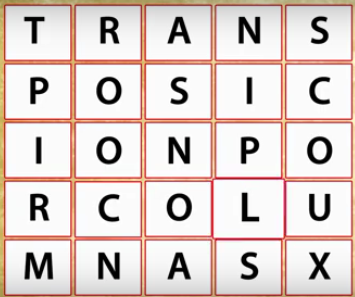 T R A N S
P O S I C
I O N P O
R C O L U
M N A S X